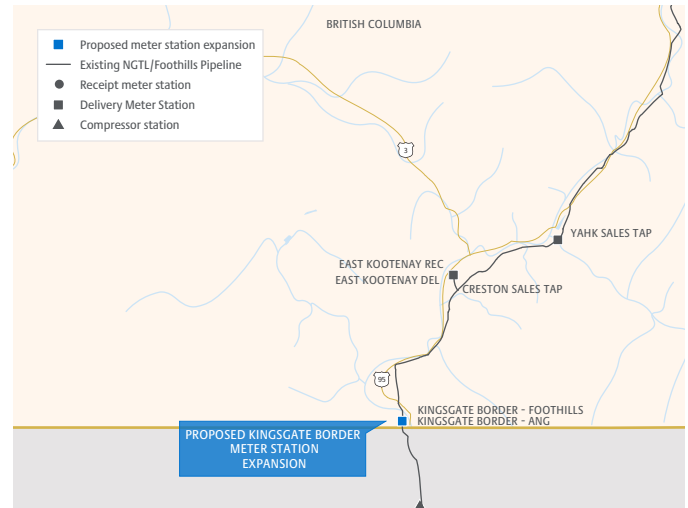 BRITISH COLUMBIA
Proposed meter station expansion
Existing NGTL/Foothills Pipeline
Receipt meter station
Delivery Meter Station
Compressor station
3
YAHK SALES TAP
EAST KOOTENAY REC
EAST KOOTENAY DEL
CRESTON SALES TAP
95
KINGSGATE BORDER - FOOTHILLS
KINGSGATE BORDER - ANG
PROPOSED KINGSGATE BORDER
METER STATION
EXPANSION